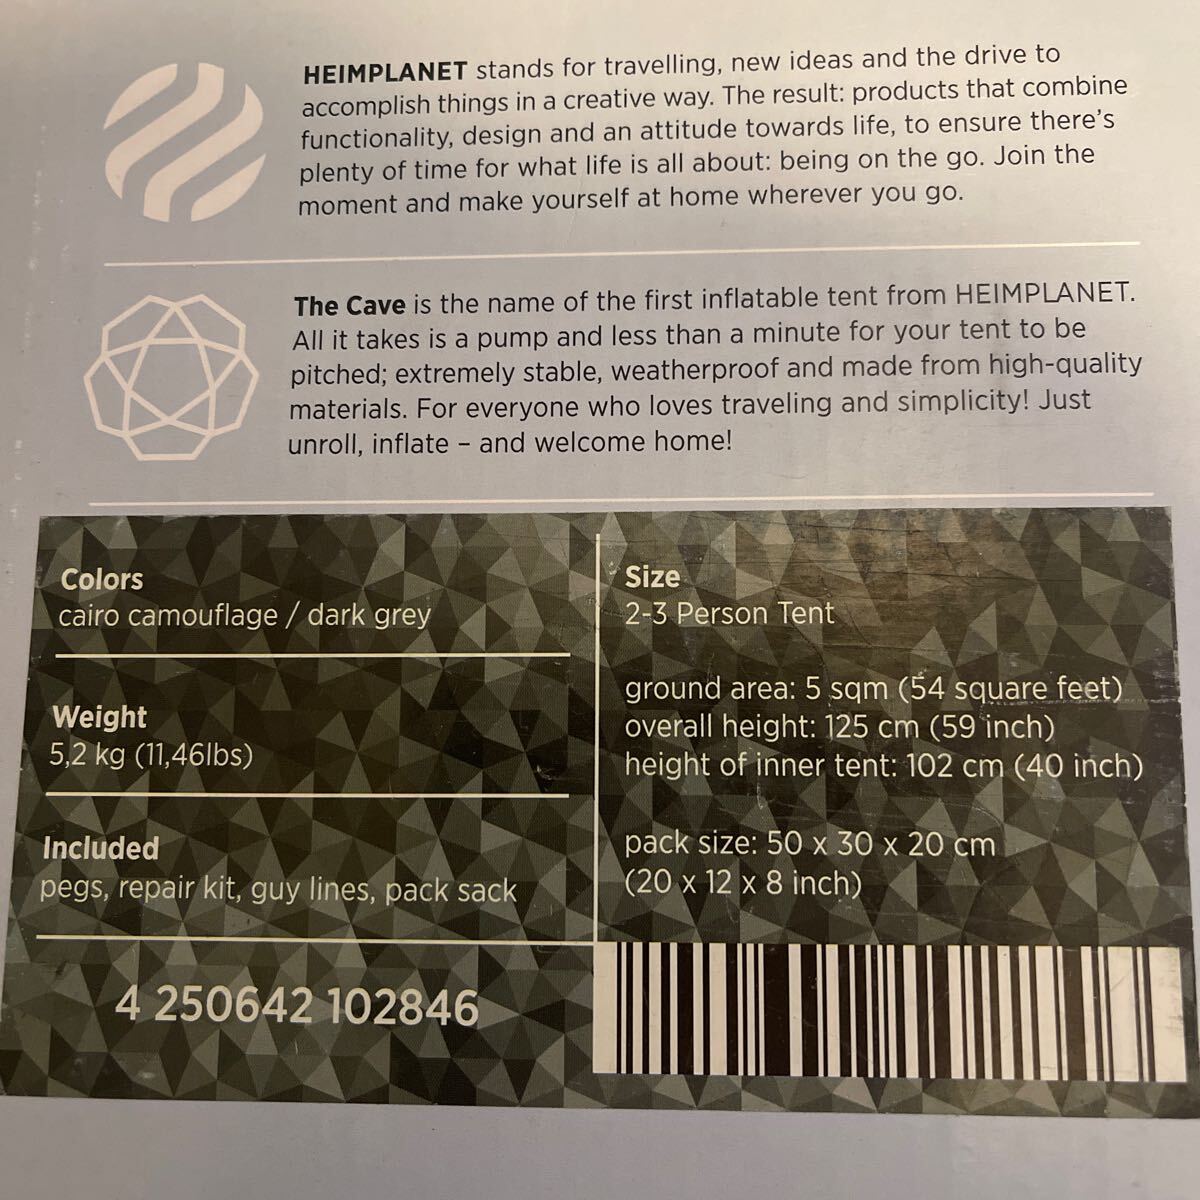 HEIMPLANET stands for travelling, new ideas and the drive to
accomplish things in a creative way. The result: products that combine
functionality, design and an attitude towards life, to ensure there's
plenty of time for what life is all about: being on the go. Join the
moment and make yourself at home wherever you go.
The Cave is the name of the first inflatable tent from HEIMPLANET.
All it takes is a pump and less than a minute for your tent to be
pitched; extremely stable, weatherproof and made from high-quality
materials. For everyone who loves traveling and simplicity! Just
unroll, inflate – and welcome home!
Colors
cairo camouflage / dark grey
Weight
5,2 kg (11,46lbs)
Included
pegs, repair kit, guy lines, pack sack
4 250642 102846
Size
2-3 Person Tent
ground area: 5 sqm (54 square feet)
overall height: 125 cm (59 inch)
height of inner tent: 102 cm (40 inch)
pack size: 50 x 30 x 20 cm
(20 x 12 x 8 inch)